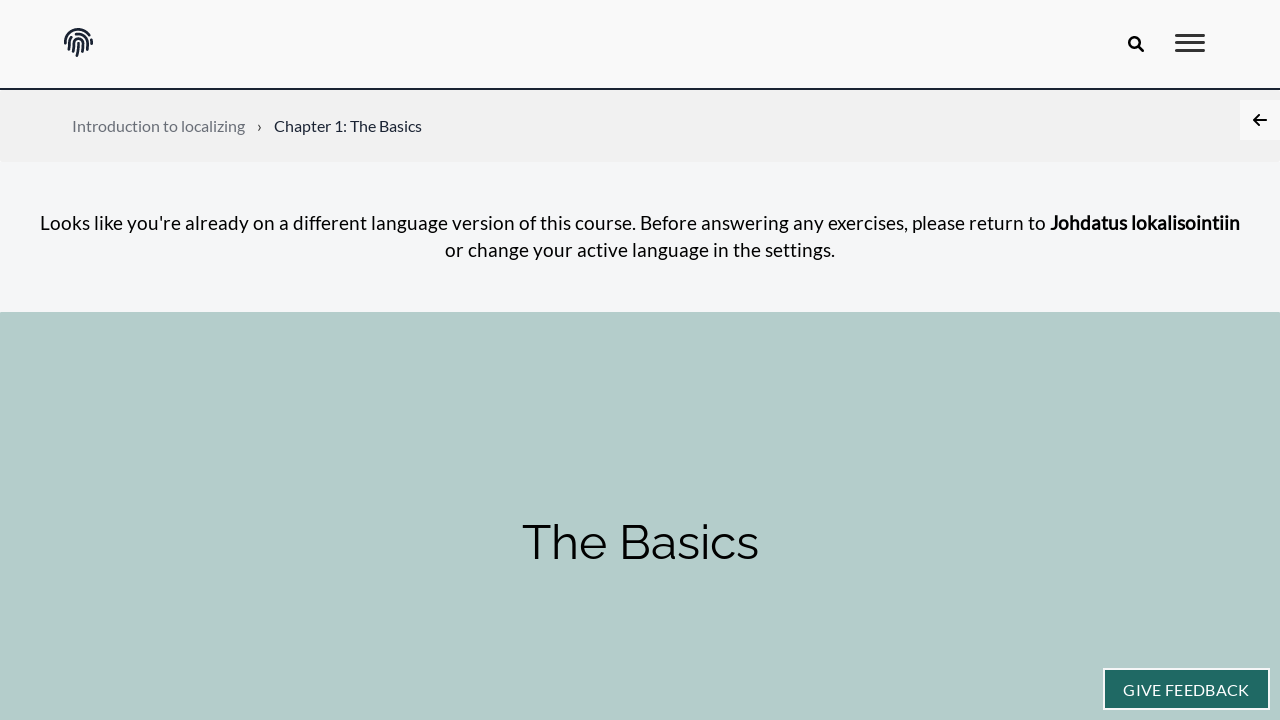 Introduction to localizing › Chapter 1: The Basics
Looks like you're already on a different language version of this course. Before answering any exercises, please return to Johdatus lokalisointiin
or change your active language in the settings.
The Basics
GIVE FEEDBACK